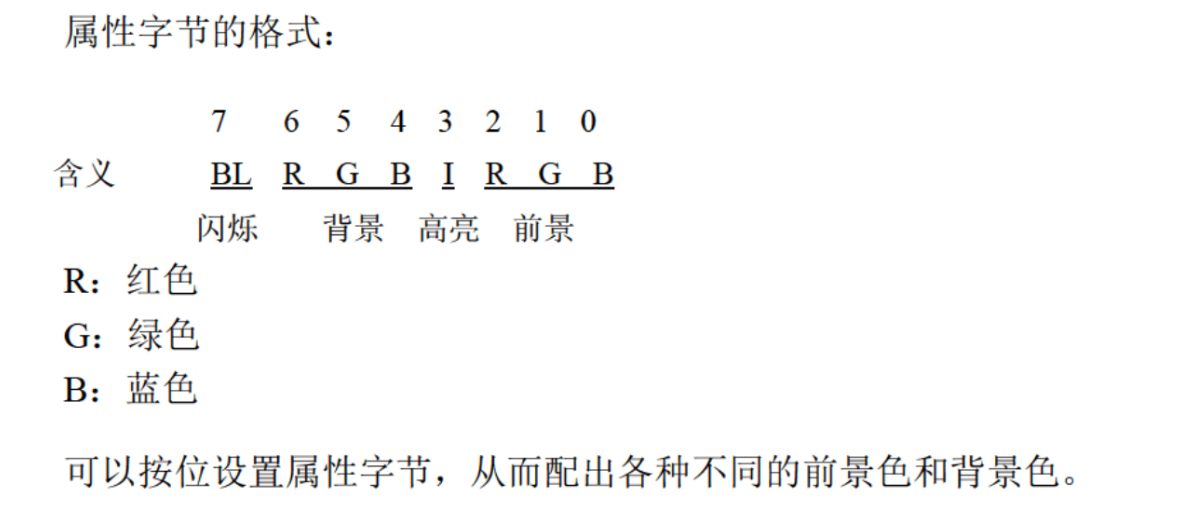 属性字节的格式：
7 6 5 4 3 2 1 0
含义 BL R G B I R G B
闪烁 背景 高亮 前景
R：红色
G：绿色
B：蓝色
可以按位设置属性字节，从而配出各种不同的前景色和背景色。